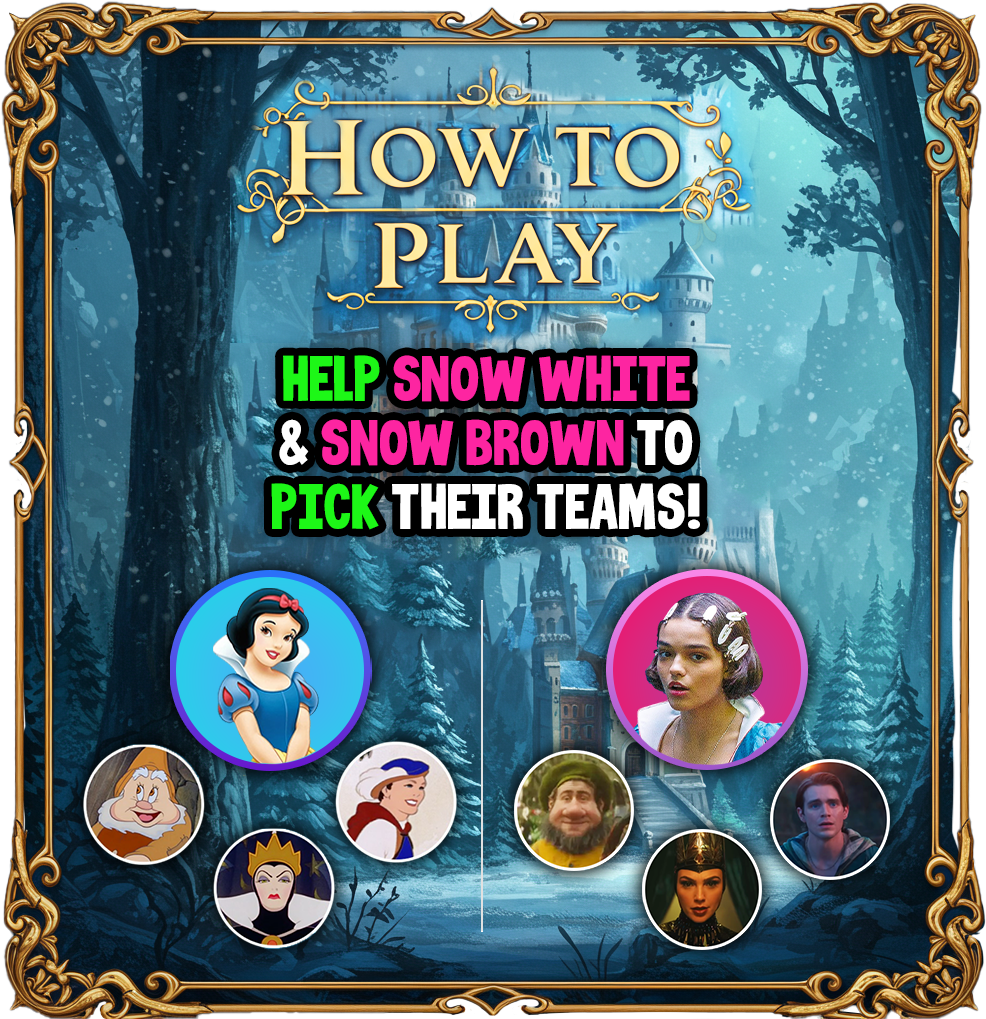 HOW TO
PLAY
HELP SNOW WHITE
& SNOW BROWN TO
PICK THEIR TEAMS!